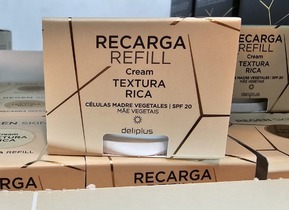 RECARGA
REFILL
Cream
TEXTURA
RICA
CÉLULAS MADRE VEGETALES | SPF 20
MÃE VEGETAIS
deliplus
RECARGA
REFILL
Cream
TEXTURA
RICA
REFILL
RECARGA
RECARGA